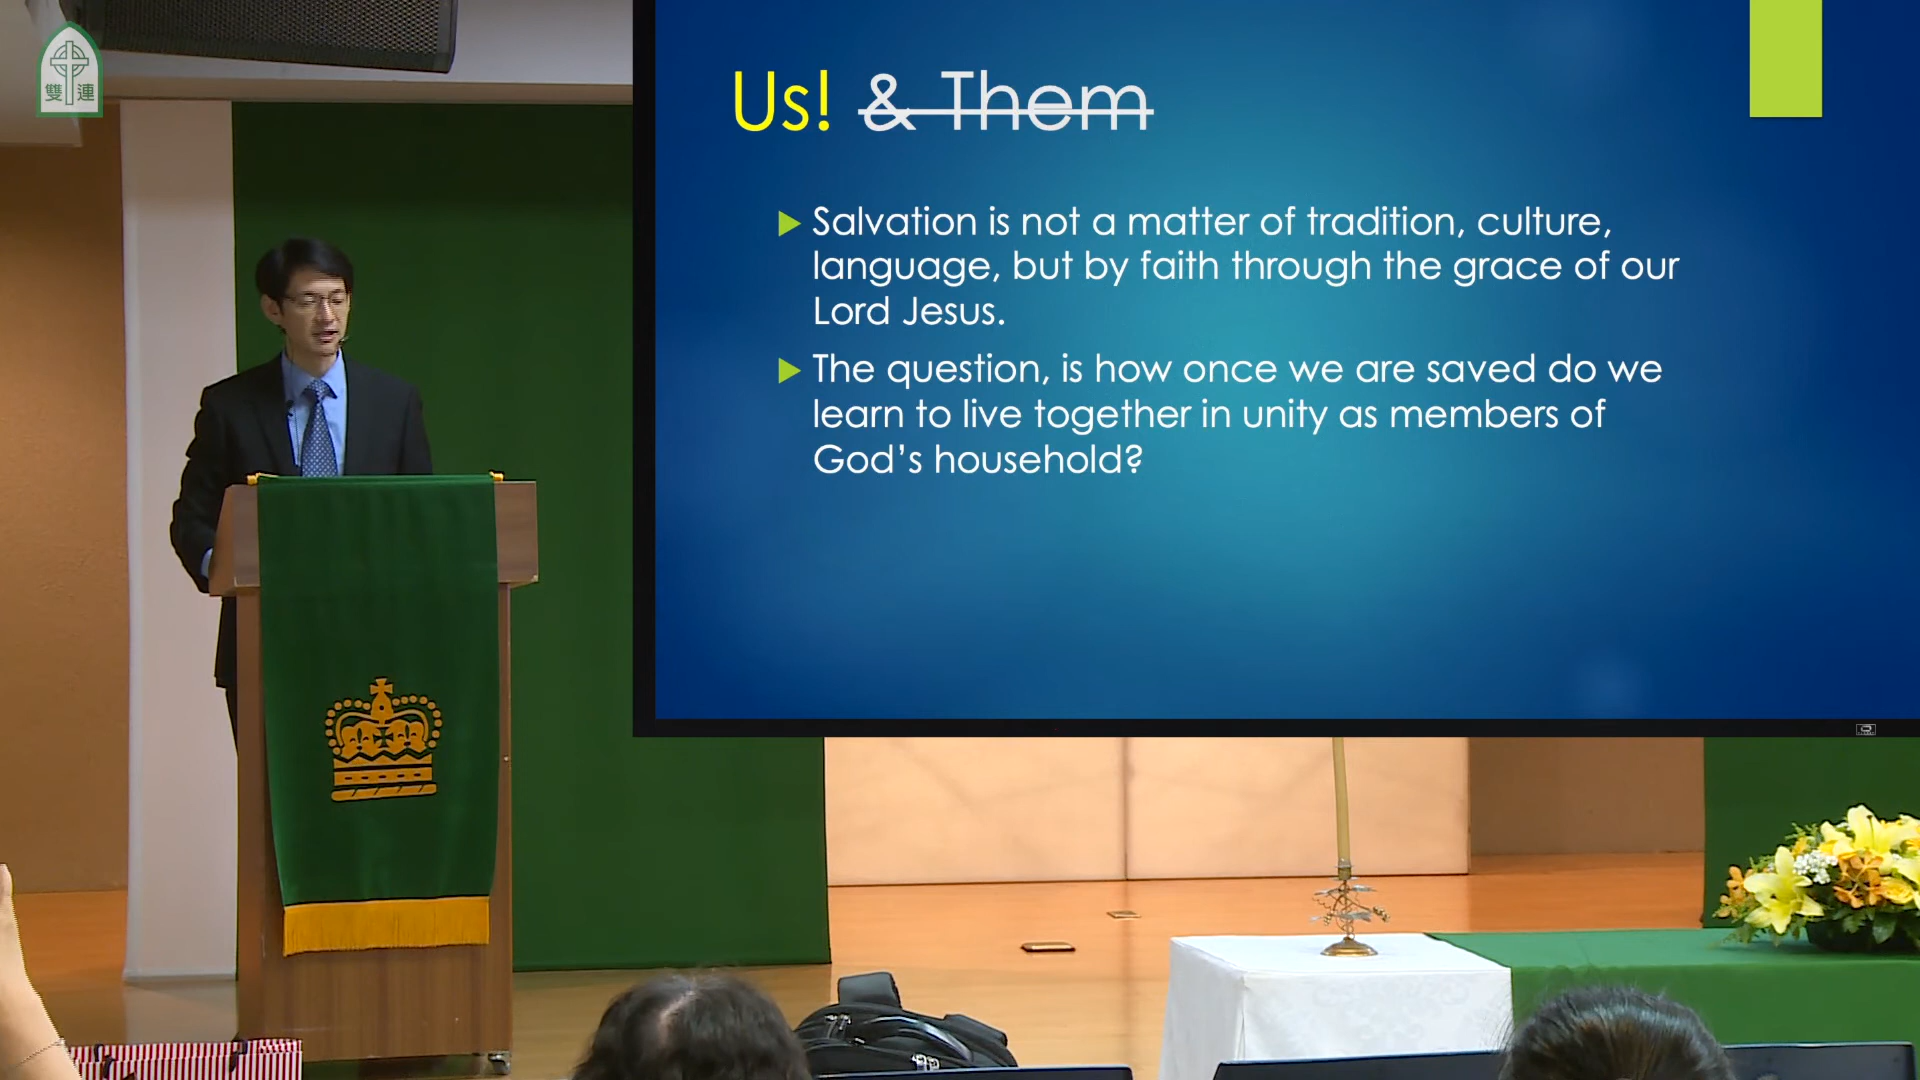 雙連
Us! & Them
Salvation is not a matter of tradition, culture,
language, but by faith through the grace of our
Lord Jesus.
The question, is how once we are saved do we
learn to live together in unity as members of
God’s household?